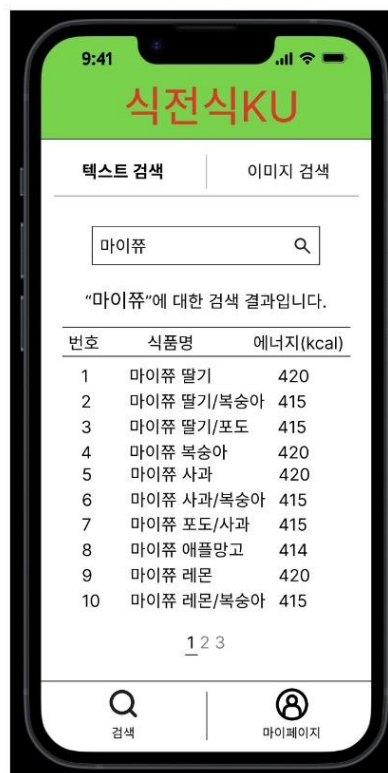 9:41
식전식KU
텍스트 검색 이미지 검색
마이쮸
“마이쮸”에 대한 검색 결과입니다.
번호 식품명 에너지(kcal)
1 마이쮸 딸기 420
2 마이쮸 딸기/복숭아 415
3 마이쮸 딸기/포도 415
4 마이쮸 복숭아 420
5 마이쮸 사과 420
6 마이쮸 사과/복숭아 415
7 마이쮸 포도/사과 415
8 마이쮸 애플망고 414
9 마이쮸 레몬 420
10 마이쮸 레몬/복숭아 415
1 2 3
검색 마이페이지